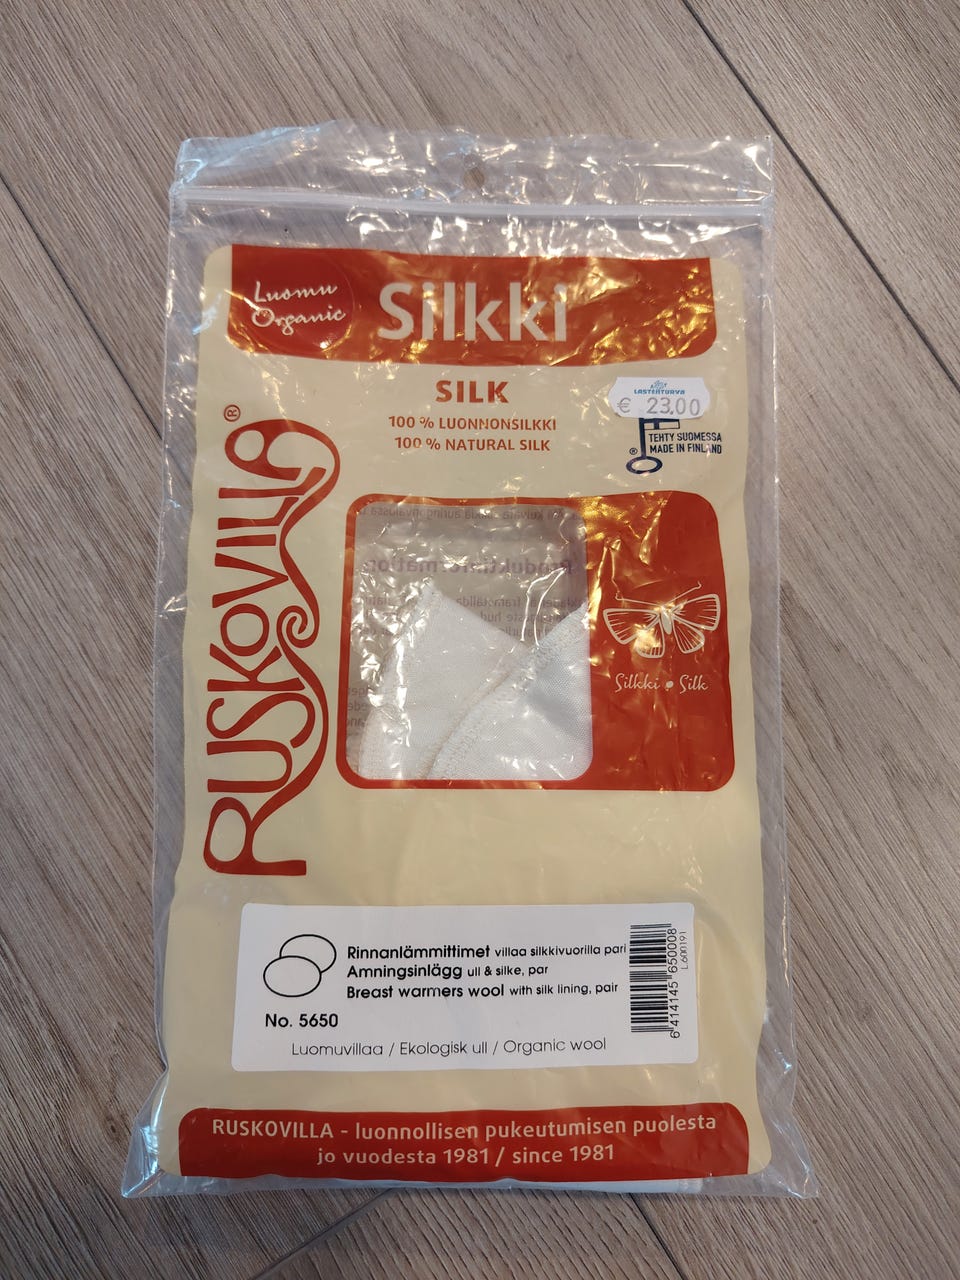 Luomu
Organic
Silkki
SILK
100 % LUONNONSILKKI
100 % NATURAL SILK
LASTENTURVA
€ 23,00
TEHTY SUOMESSA
MADE IN FINLAND
RUSKOVILLA®
Produktinformation
Silkki • Silk
Rinnanlämmittimet villaa silkkivuorilla pari
Amningsinlägg ull & silke, par
Breast warmers wool with silk lining, pair
No. 5650
Luomuvillaa / Ekologisk ull / Organic wool
6 414145 650008
L.600191
RUSKOVILLA - luonnollisen pukeutumisen puolesta
jo vuodesta 1981 / since 1981